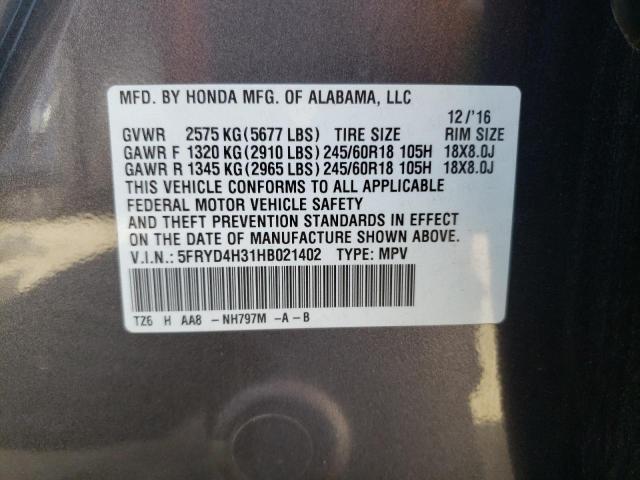 MFD. BY HONDA MFG. OF ALABAMA, LLC
12/'16
GVWR 2575 KG (5677 LBS) TIRE SIZE RIM SIZE
GAWR F 1320 KG (2910 LBS) 245/60R18 105H 18X8.0J
GAWR R 1345 KG (2965 LBS) 245/60R18 105H 18X8.0J
THIS VEHICLE CONFORMS TO ALL APPLICABLE
FEDERAL MOTOR VEHICLE SAFETY
AND THEFT PREVENTION STANDARDS IN EFFECT
ON THE DATE OF MANUFACTURE SHOWN ABOVE.
V.I.N.: 5FRYD4H31HB021402 TYPE: MPV
TZ6 H AA8 - NH797M -A - B